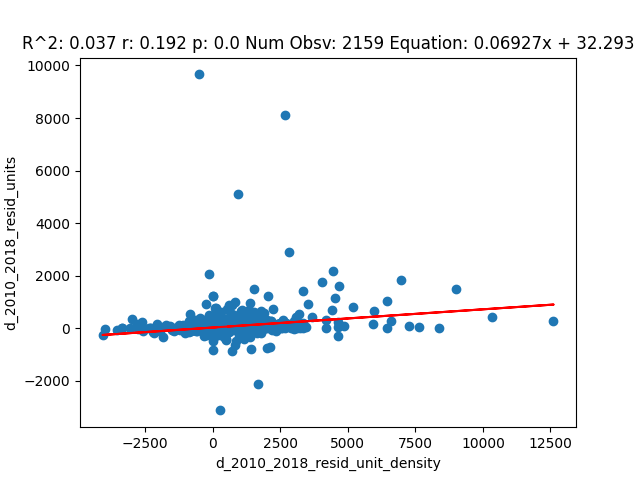 R^2: 0.037 r: 0.192 p: 0.0 Num Obsv: 2159 Equation: 0.06927x + 32.293
10000
8000
6000
4000
2000
0
−2000
d_2010_2018_resid_units
−2500 0 2500 5000 7500 10000 12500
d_2010_2018_resid_unit_density